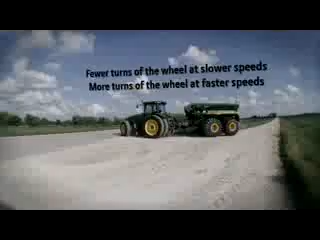 Fewer turns of the wheel at slower speeds
More turns of the wheel at faster speeds